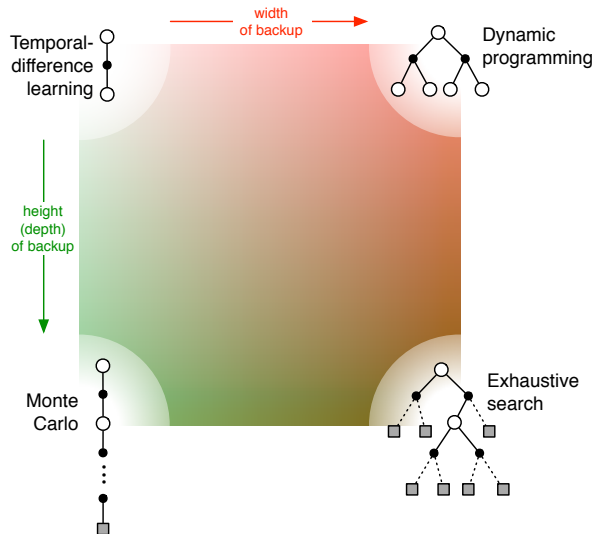 width
of backup
Temporal-
difference
learning
Dynamic
programming
height
(depth)
of backup
Monte
Carlo
Exhaustive
search